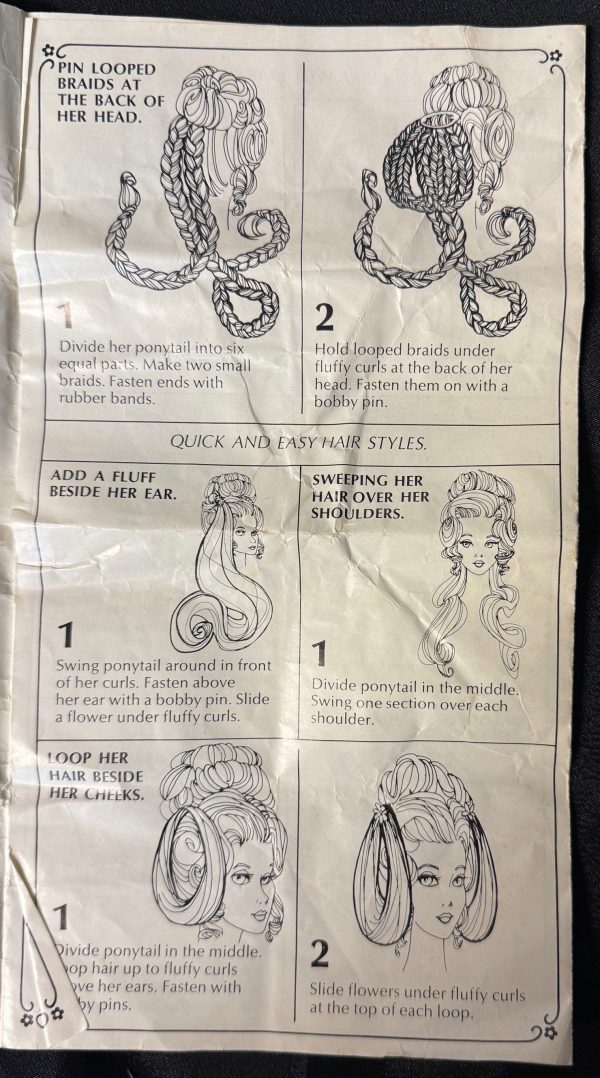 PIN LOOPED
BRAIDS AT
THE BACK OF
HER HEAD.
1
Divide her ponytail into six
equal parts. Make two small
braids. Fasten ends with
rubber bands.
2
Hold looped braids under
fluffy curls at the back of her
head. Fasten them on with a
bobby pin.
QUICK AND EASY HAIR STYLES.
ADD A FLUFF
BESIDE HER EAR.
1
Swing ponytail around in front
of her curls. Fasten above
her ear with a bobby pin. Slide
a flower under fluffy curls.
SWEEPING HER
HAIR OVER HER
SHOULDERS.
1
Divide ponytail in the middle.
Swing one section over each
shoulder.
LOOP HER
HAIR BESIDE
HER CHEEKS.
1
Divide ponytail in the middle.
oop hair up to fluffy curls
ove her ears. Fasten with
by pins.
2
Slide flowers under fluffy curls
at the top of each loop.